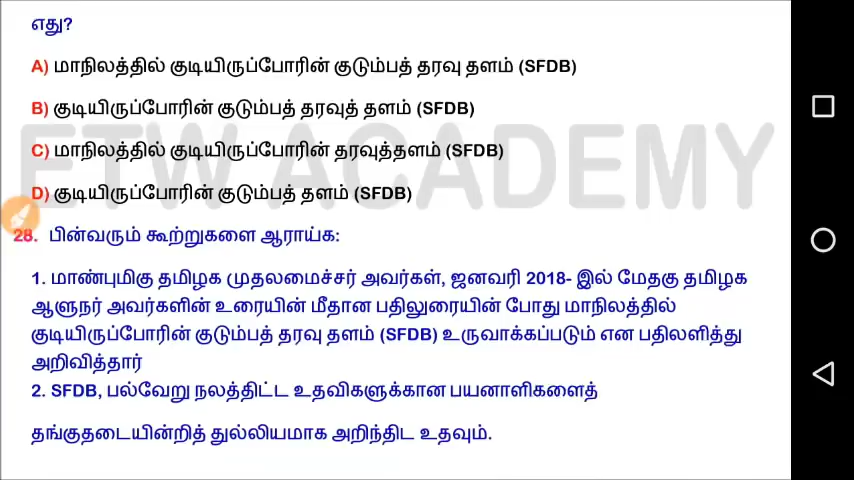 எது?
A) மாநிலத்தில் குடியிருப்போரின் குடும்பத் தரவு தளம் (SFDB)
B) குடியிருப்போரின் குடும்பத் தரவுத் தளம் (SFDB)
ETW ACADEMY
C) மாநிலத்தில் குடியிருப்போரின் தரவுத்தளம் (SFDB)
D) குடியிருப்போரின் குடும்பத் தளம் (SFDB)
28. பின்வரும் கூற்றுகளை ஆராய்க:
1. மாண்புமிகு தமிழக முதலமைச்சர் அவர்கள், ஜனவரி 2018- இல் மேதகு தமிழக
ஆளுநர் அவர்களின் உரையின் மீதான பதிலுரையின் போது மாநிலத்தில்
குடியிருப்போரின் குடும்பத் தரவு தளம் (SFDB) உருவாக்கப்படும் என பதிலளித்து
அறிவித்தார்
2. SFDB, பல்வேறு நலத்திட்ட உதவிகளுக்கான பயனாளிகளைத்
தங்குதடையின்றித் துல்லியமாக அறிந்திட உதவும்.